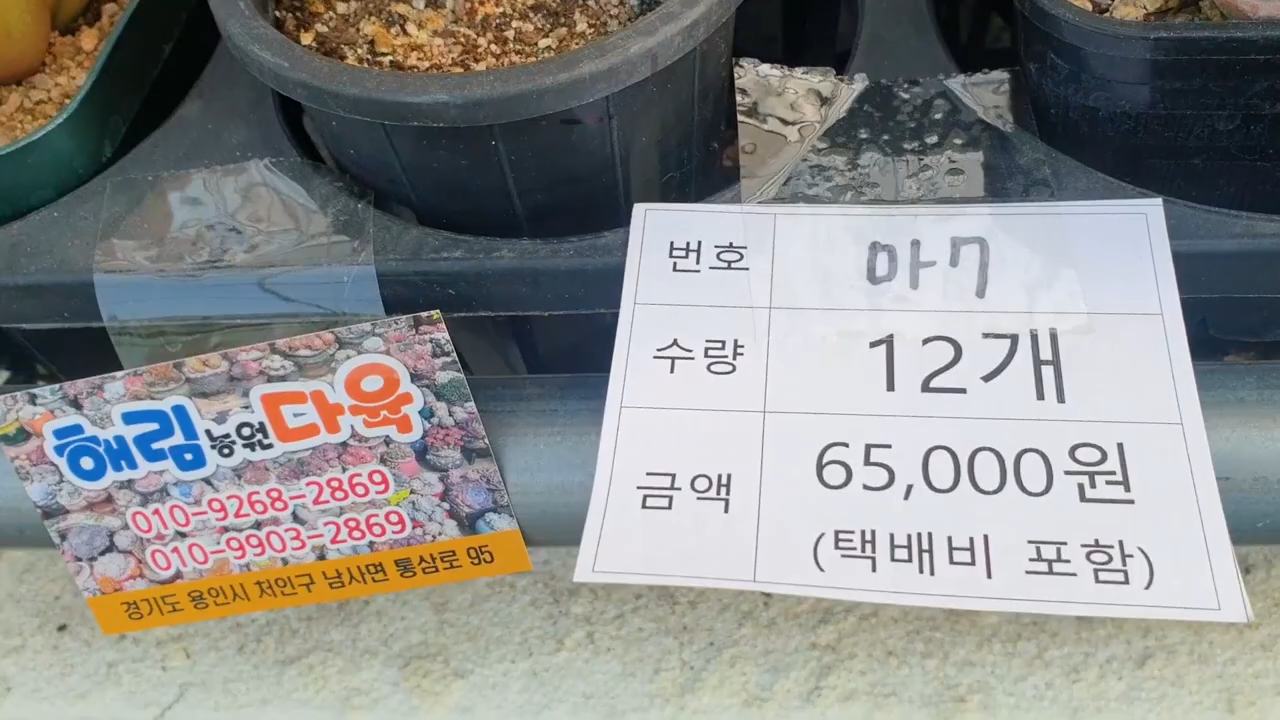 해림농원다육
010-9268-2869
010-9903-2869
경기도 용인시 처인구 남사면 통삼로 95
번호 마7
수량 12개
금액 65,000원
(택배비 포함)